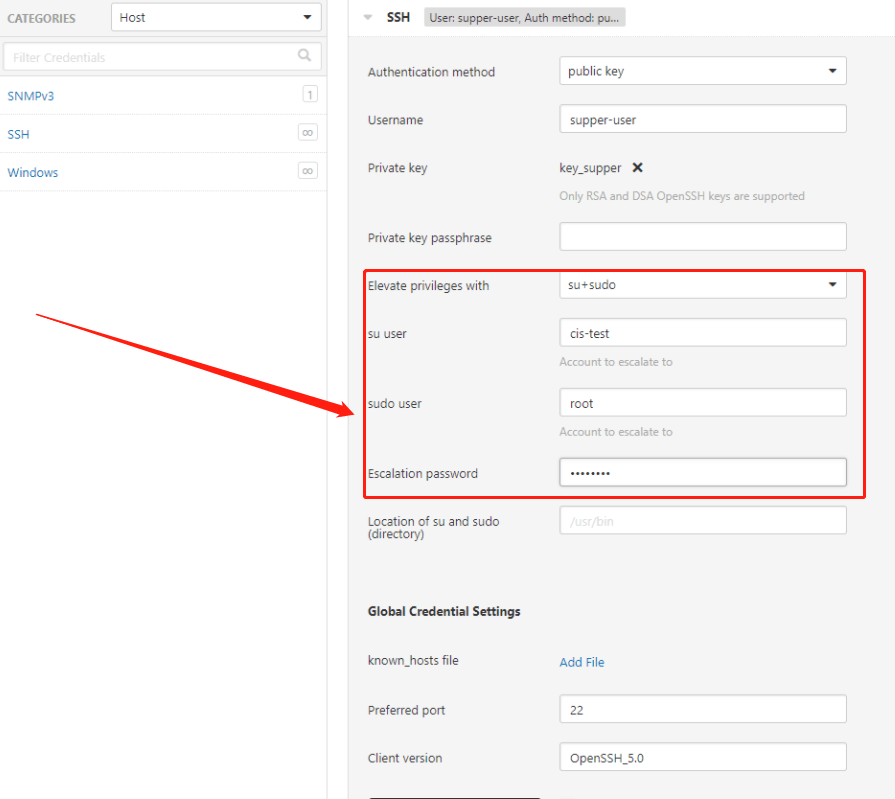 CATEGORIES Host
Filter Credentials
SNMPv3 1
SSH ∞
Windows ∞
SSH User: supper-user, Auth method: pu...
Authentication method public key
Username supper-user
Private key key_supper ✕
Only RSA and DSA OpenSSH keys are supported
Private key passphrase
Elevate privileges with su+sudo
su user cis-test
Account to escalate to
sudo user root
Account to escalate to
Escalation password ••••••••
Location of su and sudo
(directory) /usr/bin
Global Credential Settings
known_hosts file Add File
Preferred port 22
Client version OpenSSH_5.0